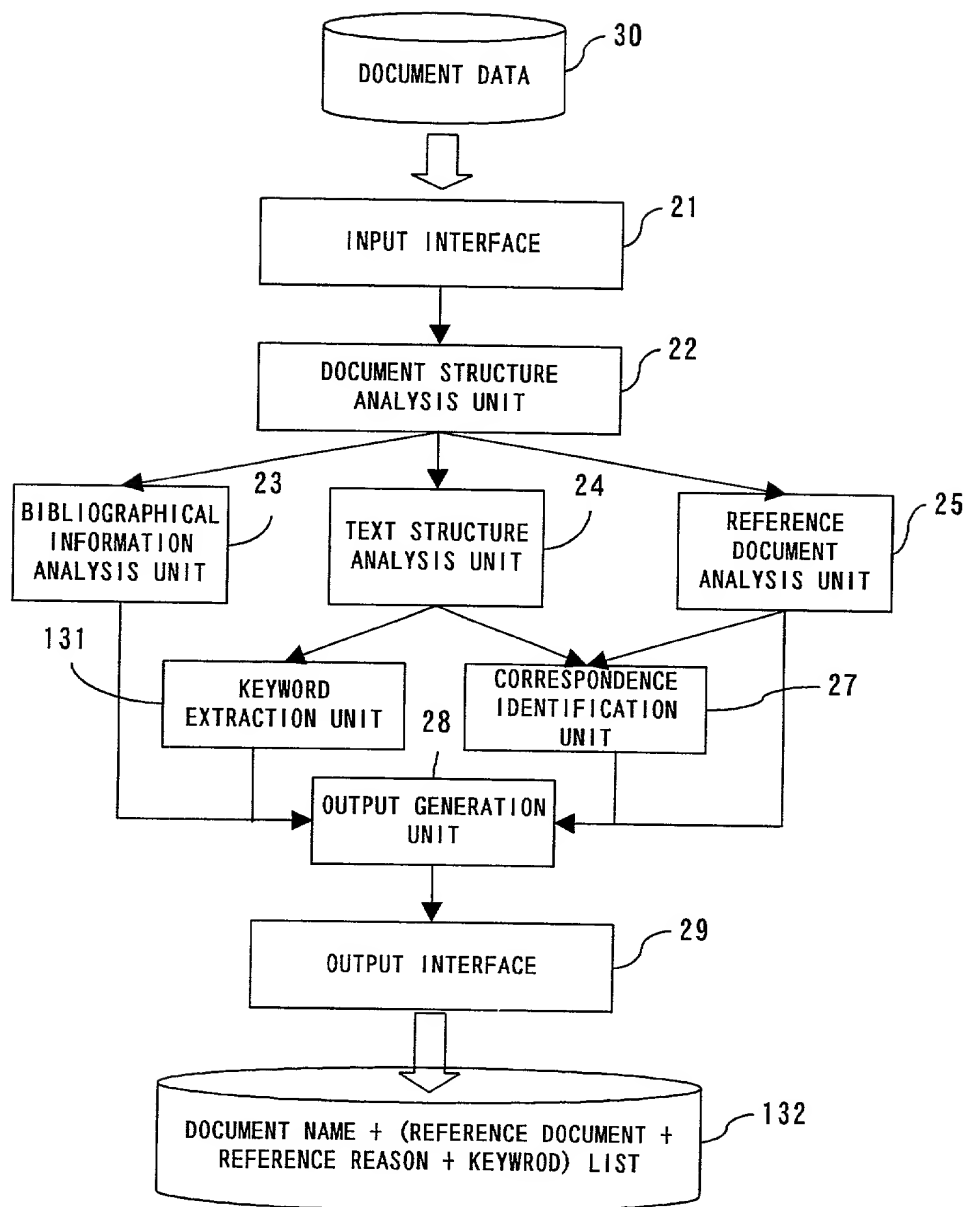 30
DOCUMENT DATA
21
INPUT INTERFACE
22
DOCUMENT STRUCTURE
ANALYSIS UNIT
23
BIBLIOGRAPHICAL
INFORMATION
ANALYSIS UNIT
24
TEXT STRUCTURE
ANALYSIS UNIT
25
REFERENCE
DOCUMENT
ANALYSIS UNIT
131
KEYWORD
EXTRACTION UNIT
CORRESPONDENCE
IDENTIFICATION
UNIT
27
28
OUTPUT GENERATION
UNIT
29
OUTPUT INTERFACE
DOCUMENT NAME + (REFERENCE DOCUMENT +
REFERENCE REASON + KEYWROD) LIST
132